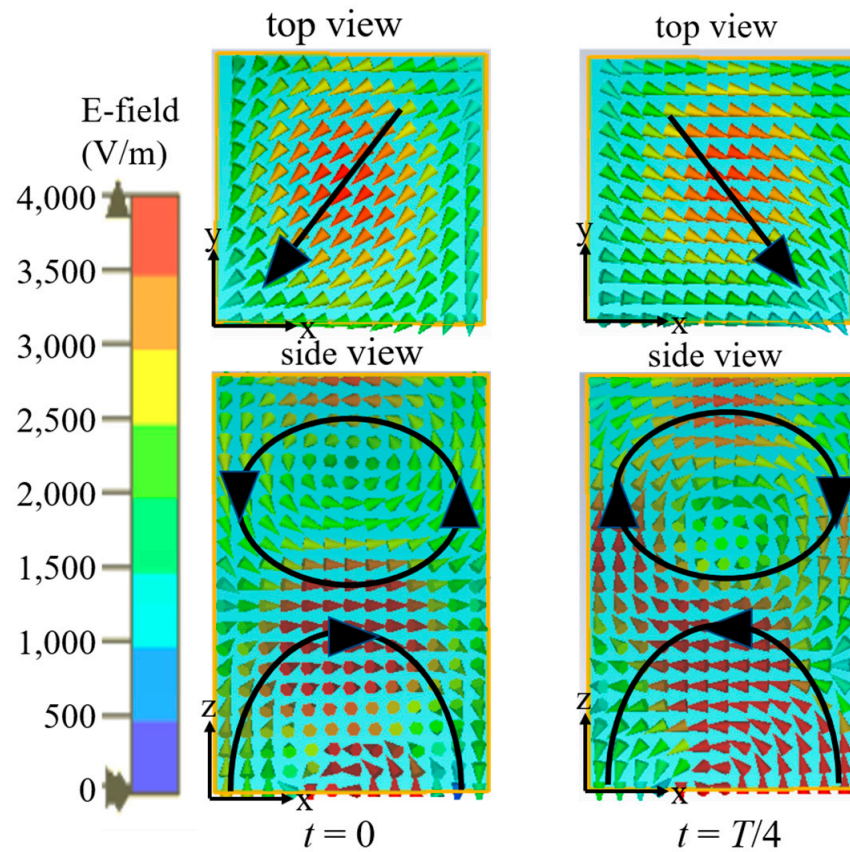 top view
top view
E-field
(V/m)
4,000
3,500
3,000
2,500
2,000
1,500
1,000
500
0
y
x
y
x
side view
side view
z
x
z
x
t = 0
t = T/4